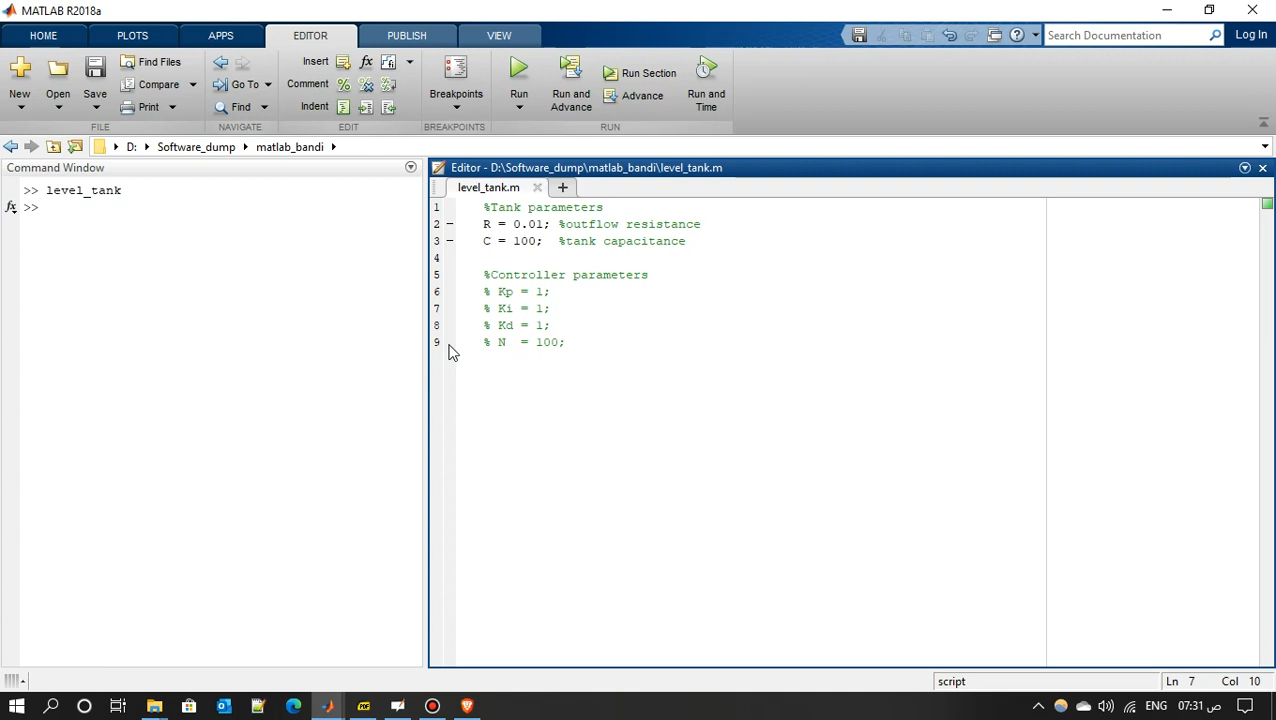 MATLAB R2018a
HOME PLOTS APPS EDITOR PUBLISH VIEW Search Documentation Log In
New Open Save Find Files Compare Print
Go To Find
Insert fx
Comment
Indent
Breakpoints
Run Run and Advance Run Section Advance Run and Time
FILE NAVIGATE EDIT BREAKPOINTS RUN
D: Software_dump matlab_bandi
Command Window
>> level_tank
fx >>
Editor - D:\Software_dump\matlab_bandi\level_tank.m
level_tank.m
1 %Tank parameters
2 R = 0.01; %outflow resistance
3 C = 100; %tank capacitance
4
5 %Controller parameters
6 % Kp = 1;
7 % Ki = 1;
8 % Kd = 1;
9 % N = 100;
script Ln 7 Col 10
PDF ENG 07:31 ص